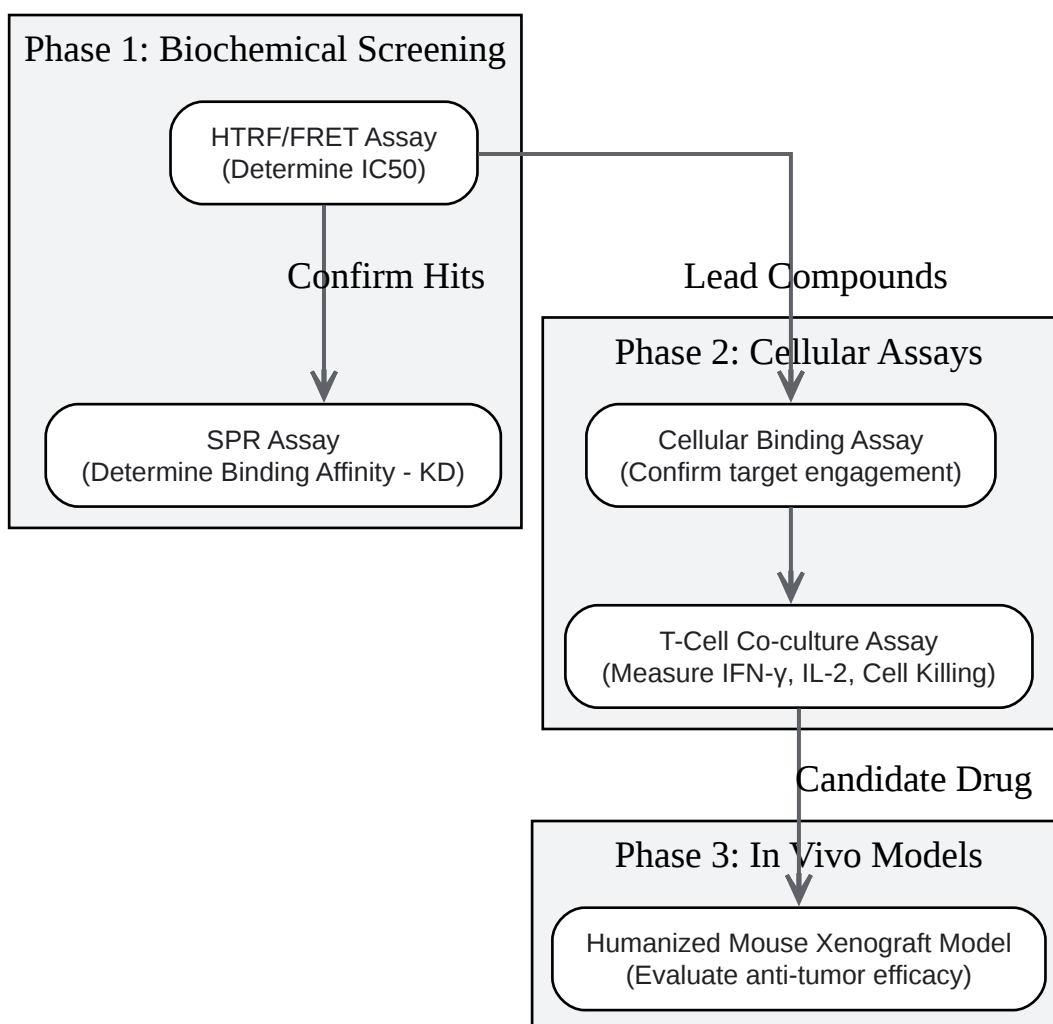 Phase 1: Biochemical Screening
HTRF/FRET Assay
(Determine IC50)
Confirm Hits
Lead Compounds
SPR Assay
(Determine Binding Affinity - KD)
Phase 2: Cellular Assays
Cellular Binding Assay
(Confirm target engagement)
T-Cell Co-culture Assay
(Measure IFN-γ, IL-2, Cell Killing)
Candidate Drug
Phase 3: In Vivo Models
Humanized Mouse Xenograft Model
(Evaluate anti-tumor efficacy)